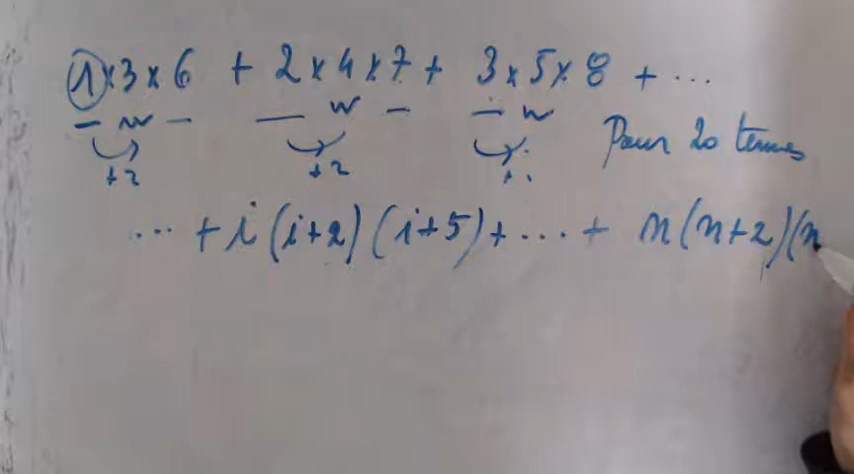 1×3×6 + 2×4×7 + 3×5×8 + ...
+2 +2 +.
Pour 20 termes
... + i(i+2)(i+5) + ... + n(n+2)(n